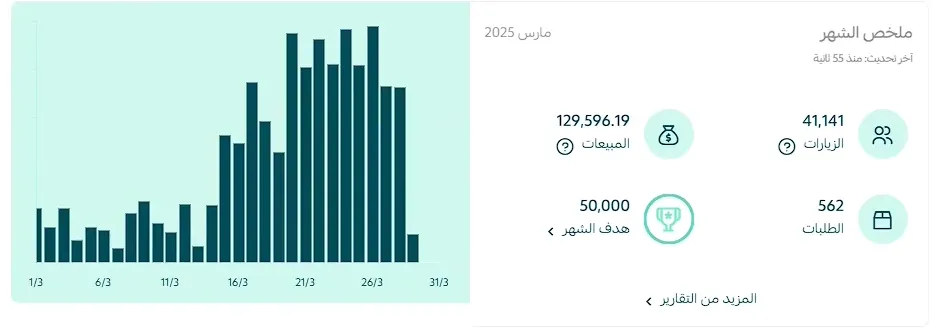 ملخص الشهر
مارس 2025
آخر تحديث: منذ 55 ثانية
41,141
الزيارات
129,596.19
المبيعات
562
الطلبات
50,000
هدف الشهر
المزيد من التقارير
1/3
6/3
11/3
16/3
21/3
26/3
31/3